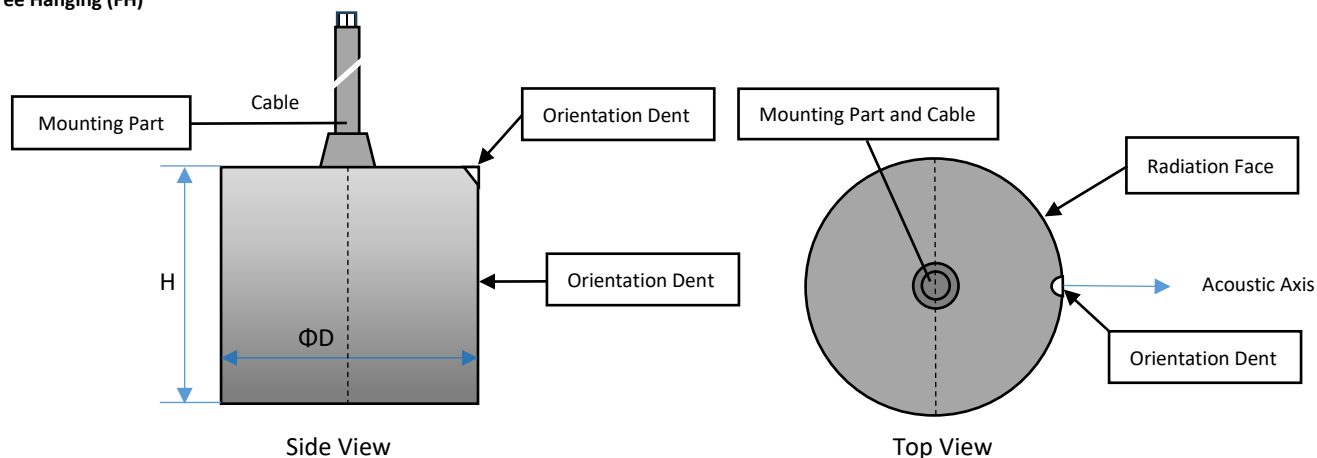 ee Hanging (FH)
Mounting Part
Cable
Orientation Dent
Orientation Dent
H
ΦD
Side View
Mounting Part and Cable
Radiation Face
Acoustic Axis
Orientation Dent
Top View